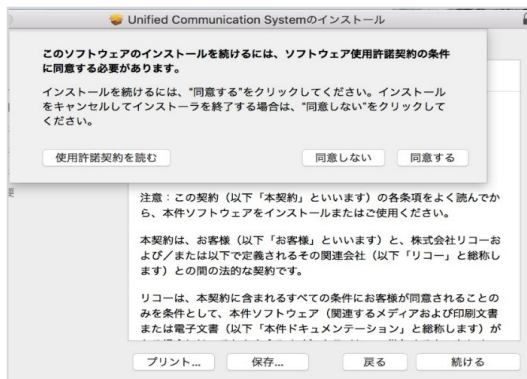 Unified Communication Systemのインストール
このソフトウェアのインストールを続けるには、ソフトウェア使用許諾契約の条件
に同意する必要があります。
インストールを続けるには、"同意する"をクリックしてください。インストール
をキャンセルしてインストーラを終了する場合は、"同意しない"をクリックして
ください。
使用許諾契約を読む
同意しない
同意する
注意：この契約（以下「本契約」といいます）の各条項をよく読んでか
ら、本件ソフトウェアをインストールまたはご使用ください。
本契約は、お客様（以下「お客様」といいます）と、株式会社リコーお
よび／または以下で定義されるその関連会社（以下「リコー」と総称し
ます）との間の法的な契約です。
リコーは、本契約に含まれるすべての条件にお客様が同意されることの
みを条件として、本件ソフトウェア（関連するメディアおよび印刷文書
または電子文書（以下「本件ドキュメンテーション」と総称します）が
プリント...
保存...
戻る
続ける